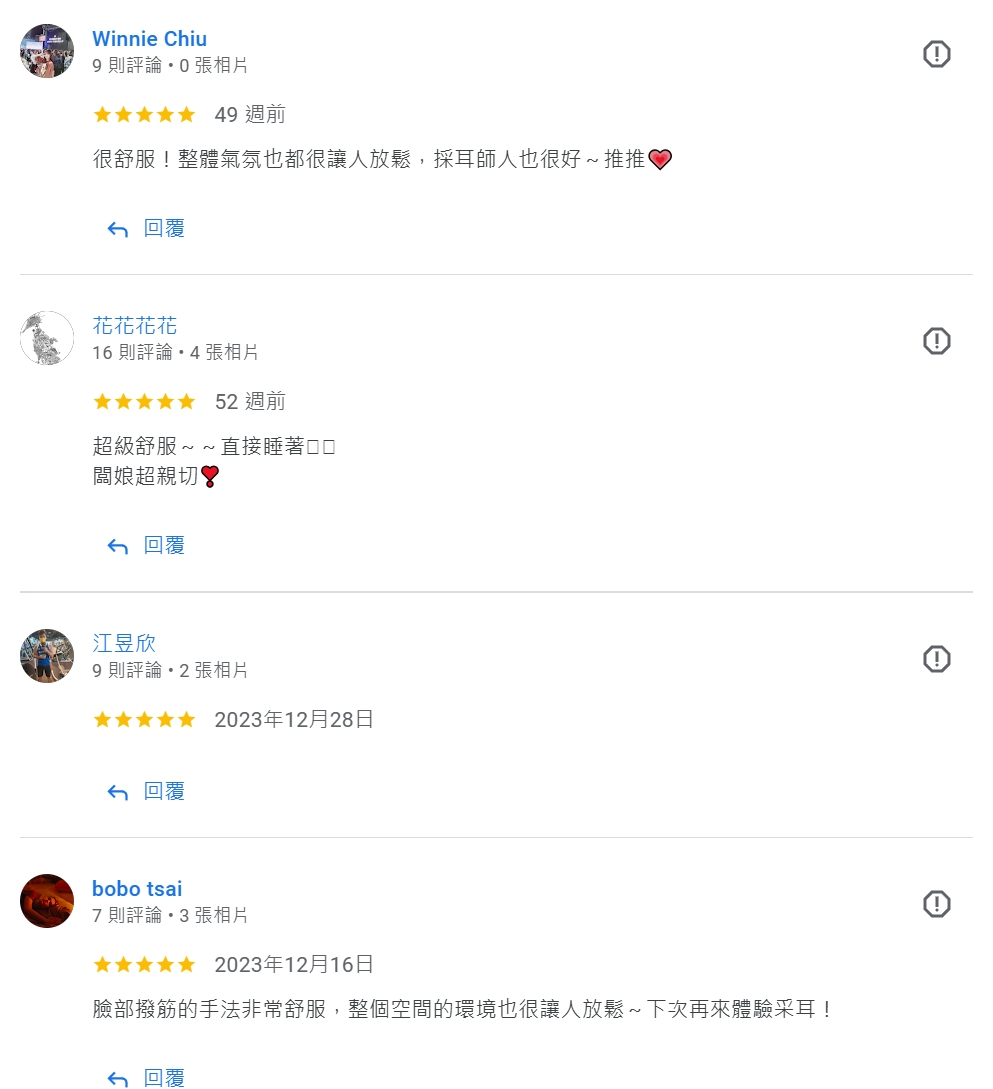 Winnie Chiu
9 則評論 • 0 張相片
49 週前
很舒服！整體氣氛也都很讓人放鬆，採耳師人也很好～推推💗
回覆
花花花花
16 則評論 • 4 張相片
52 週前
超級舒服～～直接睡著
闆娘超親切❣️
回覆
江昱欣
9 則評論 • 2 張相片
2023年12月28日
回覆
bobo tsai
7 則評論 • 3 張相片
2023年12月16日
臉部撥筋的手法非常舒服，整個空間的環境也很讓人放鬆～下次再來體驗采耳！
回覆